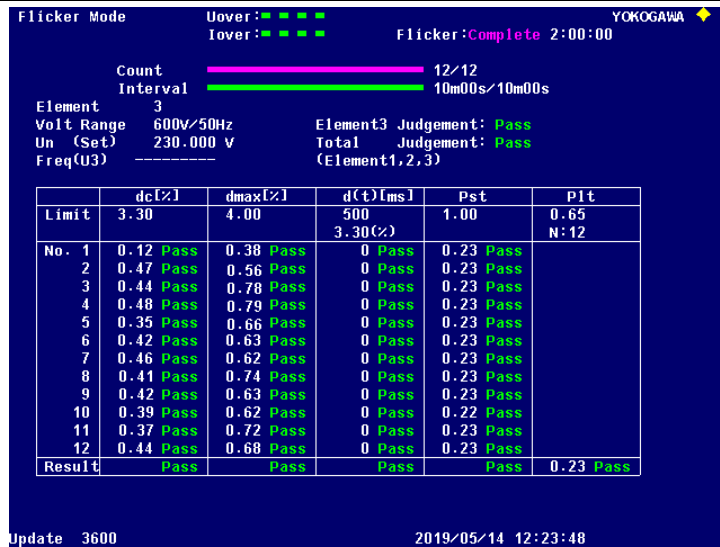 Flicker Mode Uover: YOKOGAWA
Iover: Flicker:Complete 2:00:00
Count 12/12
Interval 10m00s/10m00s
Element 3
Volt Range 600V/50Hz Element3 Judgement: Pass
Un (Set) 230.000 V Total Judgement: Pass
Freq(U3) --------- (Element1,2,3)
dc[%] dmax[%] d(t)[ms] Pst Plt
Limit 3.30 4.00 500 1.00 0.65
3.30(%) N:12
No. 1 0.12 Pass 0.38 Pass 0 Pass 0.23 Pass
2 0.47 Pass 0.56 Pass 0 Pass 0.23 Pass
3 0.44 Pass 0.78 Pass 0 Pass 0.23 Pass
4 0.48 Pass 0.79 Pass 0 Pass 0.23 Pass
5 0.35 Pass 0.66 Pass 0 Pass 0.23 Pass
6 0.42 Pass 0.63 Pass 0 Pass 0.23 Pass
7 0.46 Pass 0.62 Pass 0 Pass 0.23 Pass
8 0.41 Pass 0.74 Pass 0 Pass 0.23 Pass
9 0.42 Pass 0.63 Pass 0 Pass 0.23 Pass
10 0.39 Pass 0.62 Pass 0 Pass 0.22 Pass
11 0.37 Pass 0.72 Pass 0 Pass 0.23 Pass
12 0.44 Pass 0.68 Pass 0 Pass 0.23 Pass
Result Pass Pass Pass Pass 0.23 Pass
Update 3600 2019/05/14 12:23:48